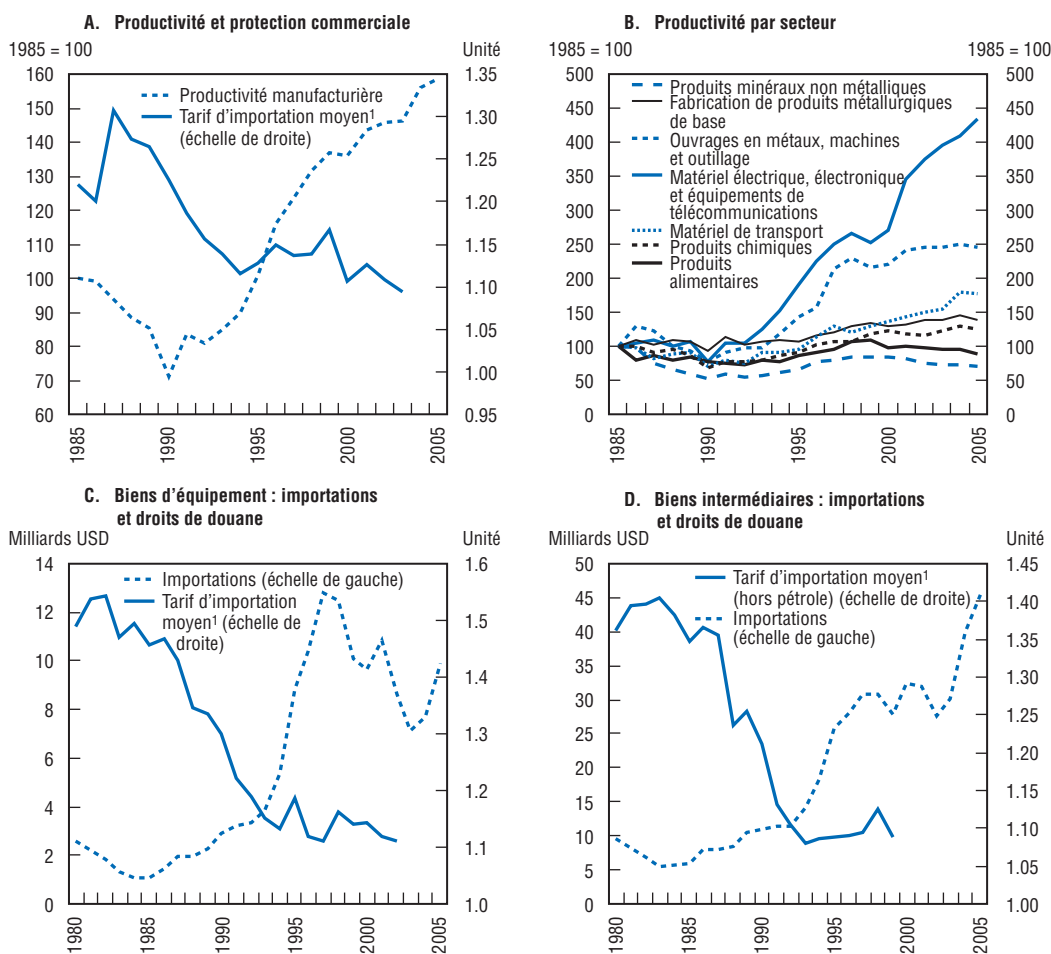 A. Productivité et protection commerciale
1985 = 100
Unité
160
150
140
130
120
110
100
90
80
70
60
1.35
1.30
1.25
1.20
1.15
1.10
1.05
1.00
0.95
Productivité manufacturière
Tarif d'importation moyen¹
(échelle de droite)
1985
1990
1995
2000
2005
B. Productivité par secteur
1985 = 100
1985 = 100
500
450
400
350
300
250
200
150
100
50
0
500
450
400
350
300
250
200
150
100
50
0
Produits minéraux non métalliques
Fabrication de produits métallurgiques
de base
Ouvrages en métaux, machines
et outillage
Matériel électrique, électronique
et équipements de
télécommunications
Matériel de transport
Produits chimiques
Produits
alimentaires
1985
1990
1995
2000
2005
C. Biens d'équipement : importations
et droits de douane
Milliards USD
Unité
14
12
10
8
6
4
2
0
1.6
1.5
1.4
1.3
1.2
1.1
1.0
Importations (échelle de gauche)
Tarif d'importation
moyen¹ (échelle de
droite)
1980
1985
1990
1995
2000
2005
D. Biens intermédiaires : importations
et droits de douane
Milliards USD
Unité
50
45
40
35
30
25
20
15
10
5
0
1.45
1.40
1.35
1.30
1.25
1.20
1.15
1.10
1.05
1.00
Tarif d'importation moyen¹
(hors pétrole) (échelle de droite)
Importations
(échelle de gauche)
1980
1985
1990
1995
2000
2005